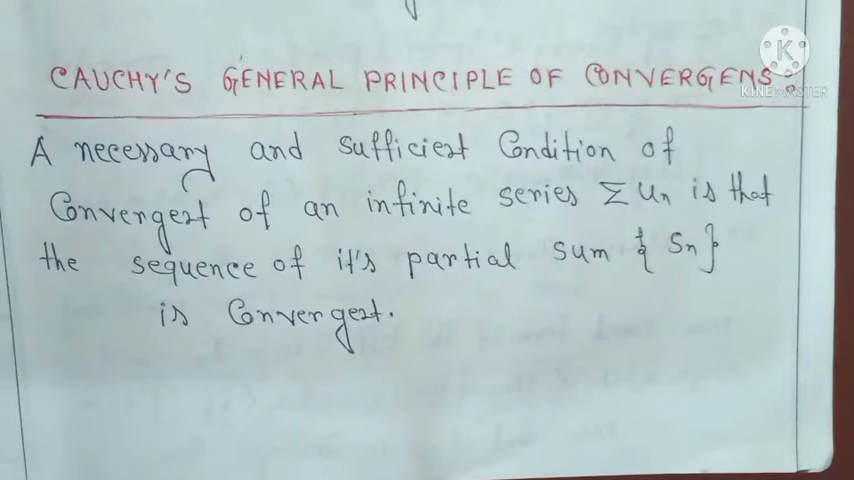 CAUCHY'S GENERAL PRINCIPLE OF CONVERGENS:
A necessary and sufficient Condition of
Convergent of an infinite series Σ Un is that
the sequence of it's partial sum { Sn}
is Convergent.
K
KINEMASTER